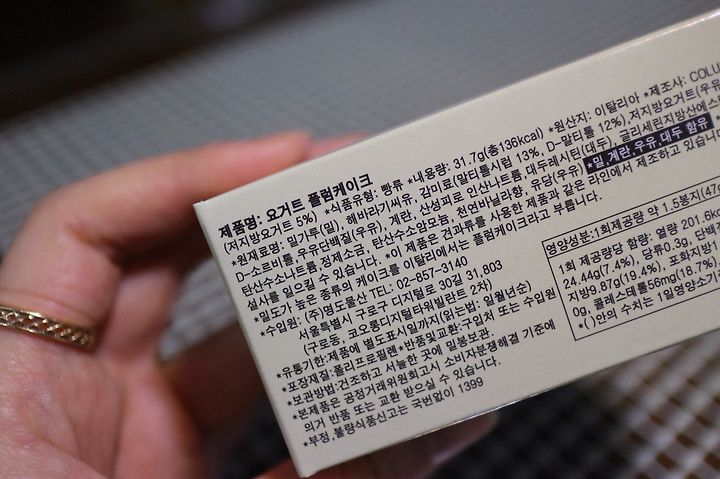 제품명: 요거트 플럼케이크
(저지방요거트 5%) *식품유형: 빵류 *내용량: 31.7g(총136kcal) *원산지: 이탈리아 *제조사: COLU
*원재료명: 밀가루(밀), 해바라기씨유, 감미료(말티톨시럽 13%, D-말티톨 12%), 저지방요거트(우유
D-소르비톨, 우유단백질(우유), 계란, 산성피로인산나트륨, 대두레시틴(대두), 글리세린지방산에스
탄산수소나트륨, 정제소금, 탄산수소암모늄, 천연바닐라향, 유당(우유) *밀,계란,우유,대두 함유
설사를 일으킬 수 있습니다. *이 제품은 견과류를 사용한 제품과 같은 라인에서 제조하고 있습니
*밀도가 높은 종류의 케이크를 이탈리에서는 플럼케이크라고 부릅니다.
*수입원: (주)명도물산 TEL: 02-857-3140
서울특별시 구로구 디지털로 30길 31,803
(구로동, 코오롱디지털타워빌란트 2차)
*유통기한:제품에 별도표시일까지(읽는법: 일월년순)
*포장재질:폴리프로필렌 *반품및교환:구입처 또는 수입원
*보관방법:건조하고 서늘한 곳에 밀봉보관.
*본제품은 공정거래위원회고시 소비자분쟁해결 기준에
의거 반품 또는 교환 받으실 수 있습니다.
*부정,불량식품신고는 국번없이 1399
영양성분:1회제공량 약 1.5봉지(47
1회 제공량당 함량: 열량 201.6k
24.44g(7.4%), 당류0.3g, 단백질
지방9.87g(19.4%), 포화지방1
0g, 콜레스테롤56mg(18.7%),
*( )안의 수치는 1일영양소기